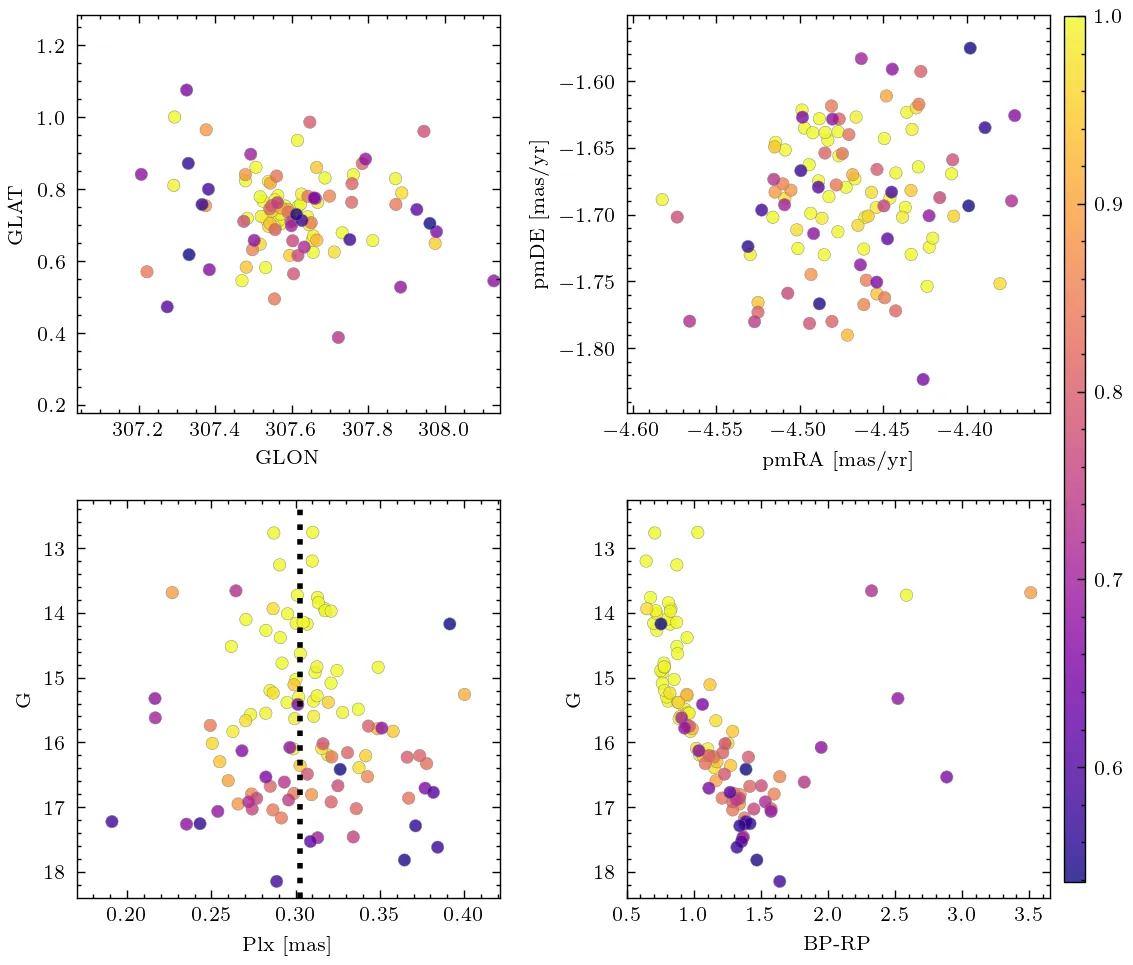 GLAT
1.2
1.0
0.8
0.6
0.4
0.2
307.2 307.4 307.6 307.8 308.0
GLON
pmDE [mas/yr]
−1.60
−1.65
−1.70
−1.75
−1.80
−4.60 −4.55 −4.50 −4.45 −4.40
pmRA [mas/yr]
1.0
0.9
0.8
0.7
0.6
G
13
14
15
16
17
18
0.20 0.25 0.30 0.35 0.40
Plx [mas]
G
13
14
15
16
17
18
0.5 1.0 1.5 2.0 2.5 3.0 3.5
BP-RP